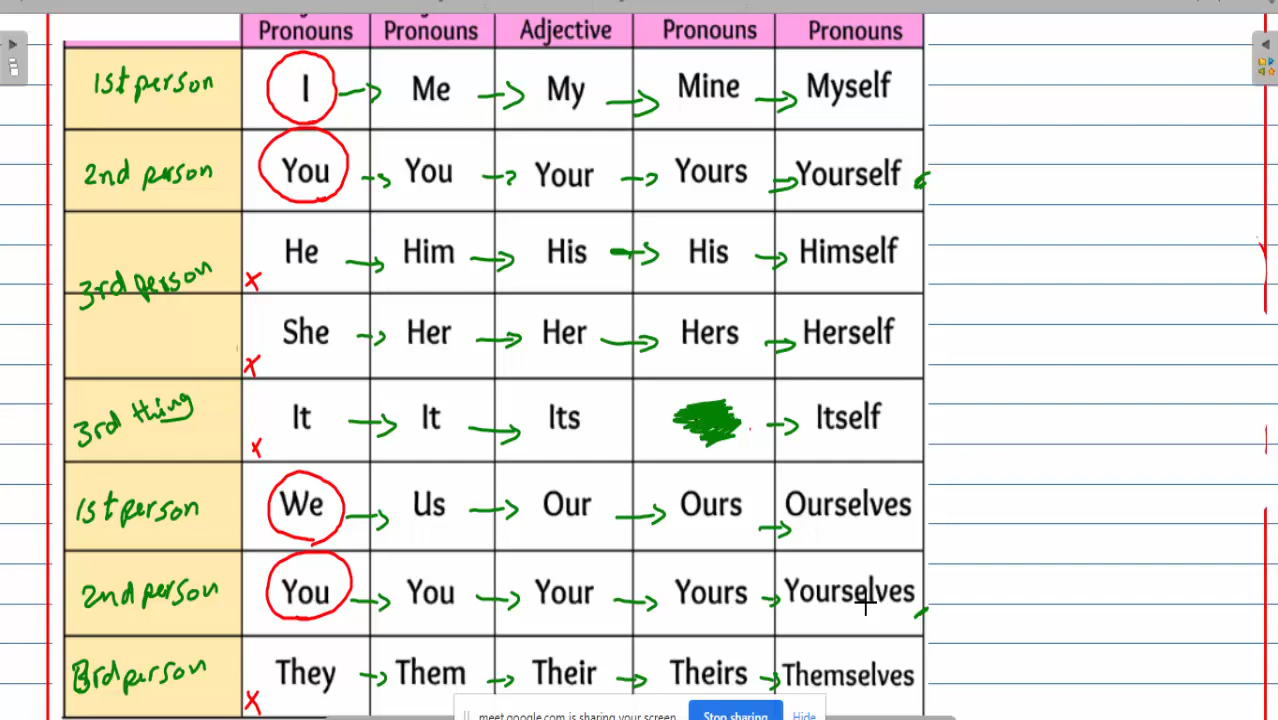 Pronouns Pronouns Adjective Pronouns Pronouns
1st person I Me My Mine Myself
2nd person You You Your Yours Yourself
3rd person
He Him His His Himself
She Her Her Hers Herself
3rd thing It It Its Itself
1st person We Us Our Ours Ourselves
2nd person You You Your Yours Yourselves
3rd person They Them Their Theirs Themselves
meet.google.com is sharing your screen. Stop sharing Hide